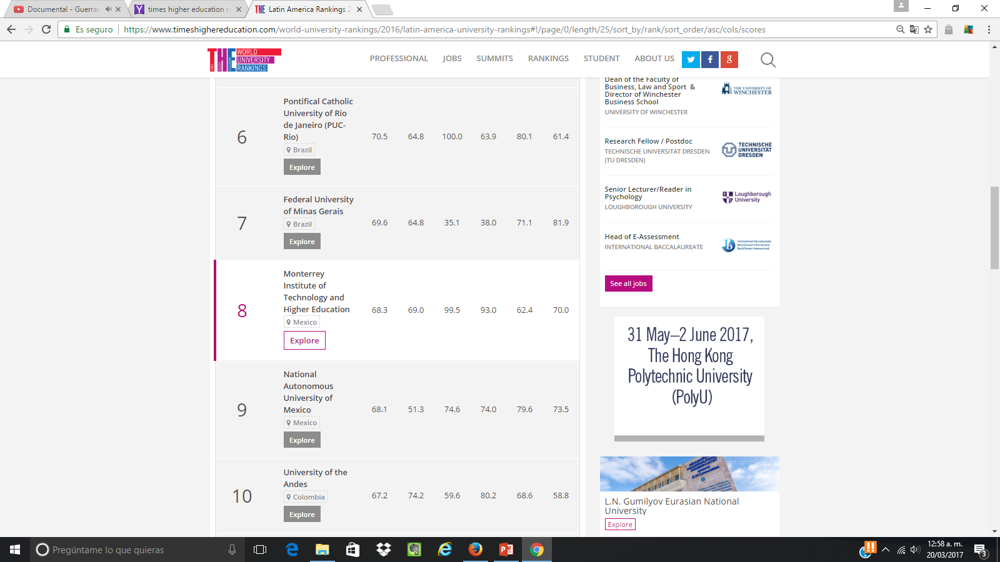 Documental - Guerras
times higher education r
THE Latin America Rankings 2
Es seguro
https://www.timeshighereducation.com/world-university-rankings/2016/latin-america-university-rankings#!/page/0/length/25/sort_by/rank/sort_order/asc/cols/scores
THE WORLD
UNIVERSITY
RANKINGS
PROFESSIONAL JOBS SUMMITS RANKINGS STUDENT ABOUT US
6
Pontifical Catholic
University of Rio
de Janeiro (PUC-
Rio)
70.5 64.8 100.0 63.9 80.1 61.4
Brazil
Explore
7
Federal University
of Minas Gerais
69.6 64.8 35.1 38.0 71.1 81.9
Brazil
Explore
8
Monterrey
Institute of
Technology and
Higher Education
68.3 69.0 99.5 93.0 62.4 70.0
Mexico
Explore
9
National
Autonomous
University of
Mexico
68.1 51.3 74.6 74.0 79.6 73.5
Mexico
Explore
10
University of the
Andes
67.2 74.2 59.6 80.2 68.6 58.8
Colombia
Explore
Dean of the Faculty of
Business, Law and Sport &
Director of Winchester
Business School
UNIVERSITY OF WINCHESTER
THE UNIVERSITY OF
WINCHESTER
Research Fellow / Postdoc
TECHNISCHE UNIVERSITAT DRESDEN
(TU DRESDEN)
TECHNISCHE
UNIVERSITÄT
DRESDEN
Senior Lecturer/Reader in
Psychology
LOUGHBOROUGH UNIVERSITY
Loughborough
University
Head of E-Assessment
INTERNATIONAL BACCALAUREATE
International Baccalaureate
Baccalauréat International
Bachillerato Internacional
See all jobs
31 May–2 June 2017,
The Hong Kong
Polytechnic University
(PolyU)
L.N. Gumilyov Eurasian National
University
Explore
Pregúntame lo que quieras
12:58 a. m.
20/03/2017
3